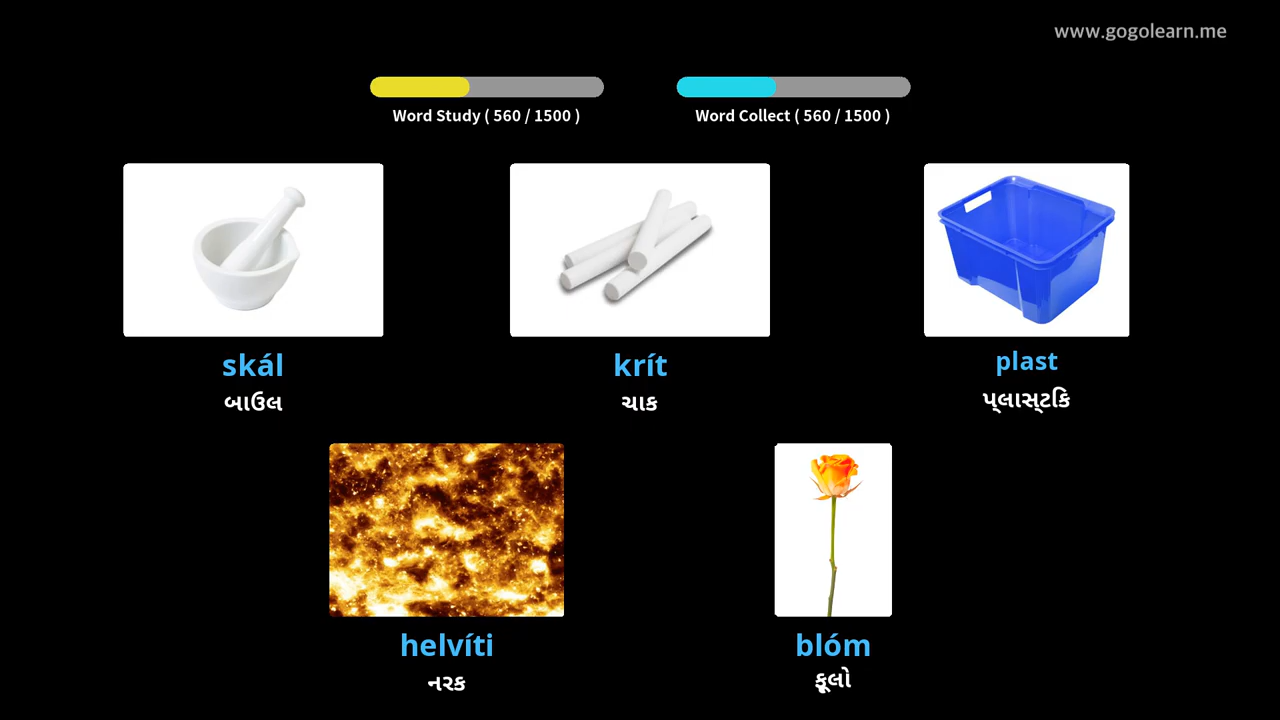 www.gogolearn.me
Word Study ( 560 / 1500 )
Word Collect ( 560 / 1500 )
skál
બાઉલ
krít
ચાક
plast
પ્લાસ્ટિક
helvíti
નરક
blóm
ફૂલો